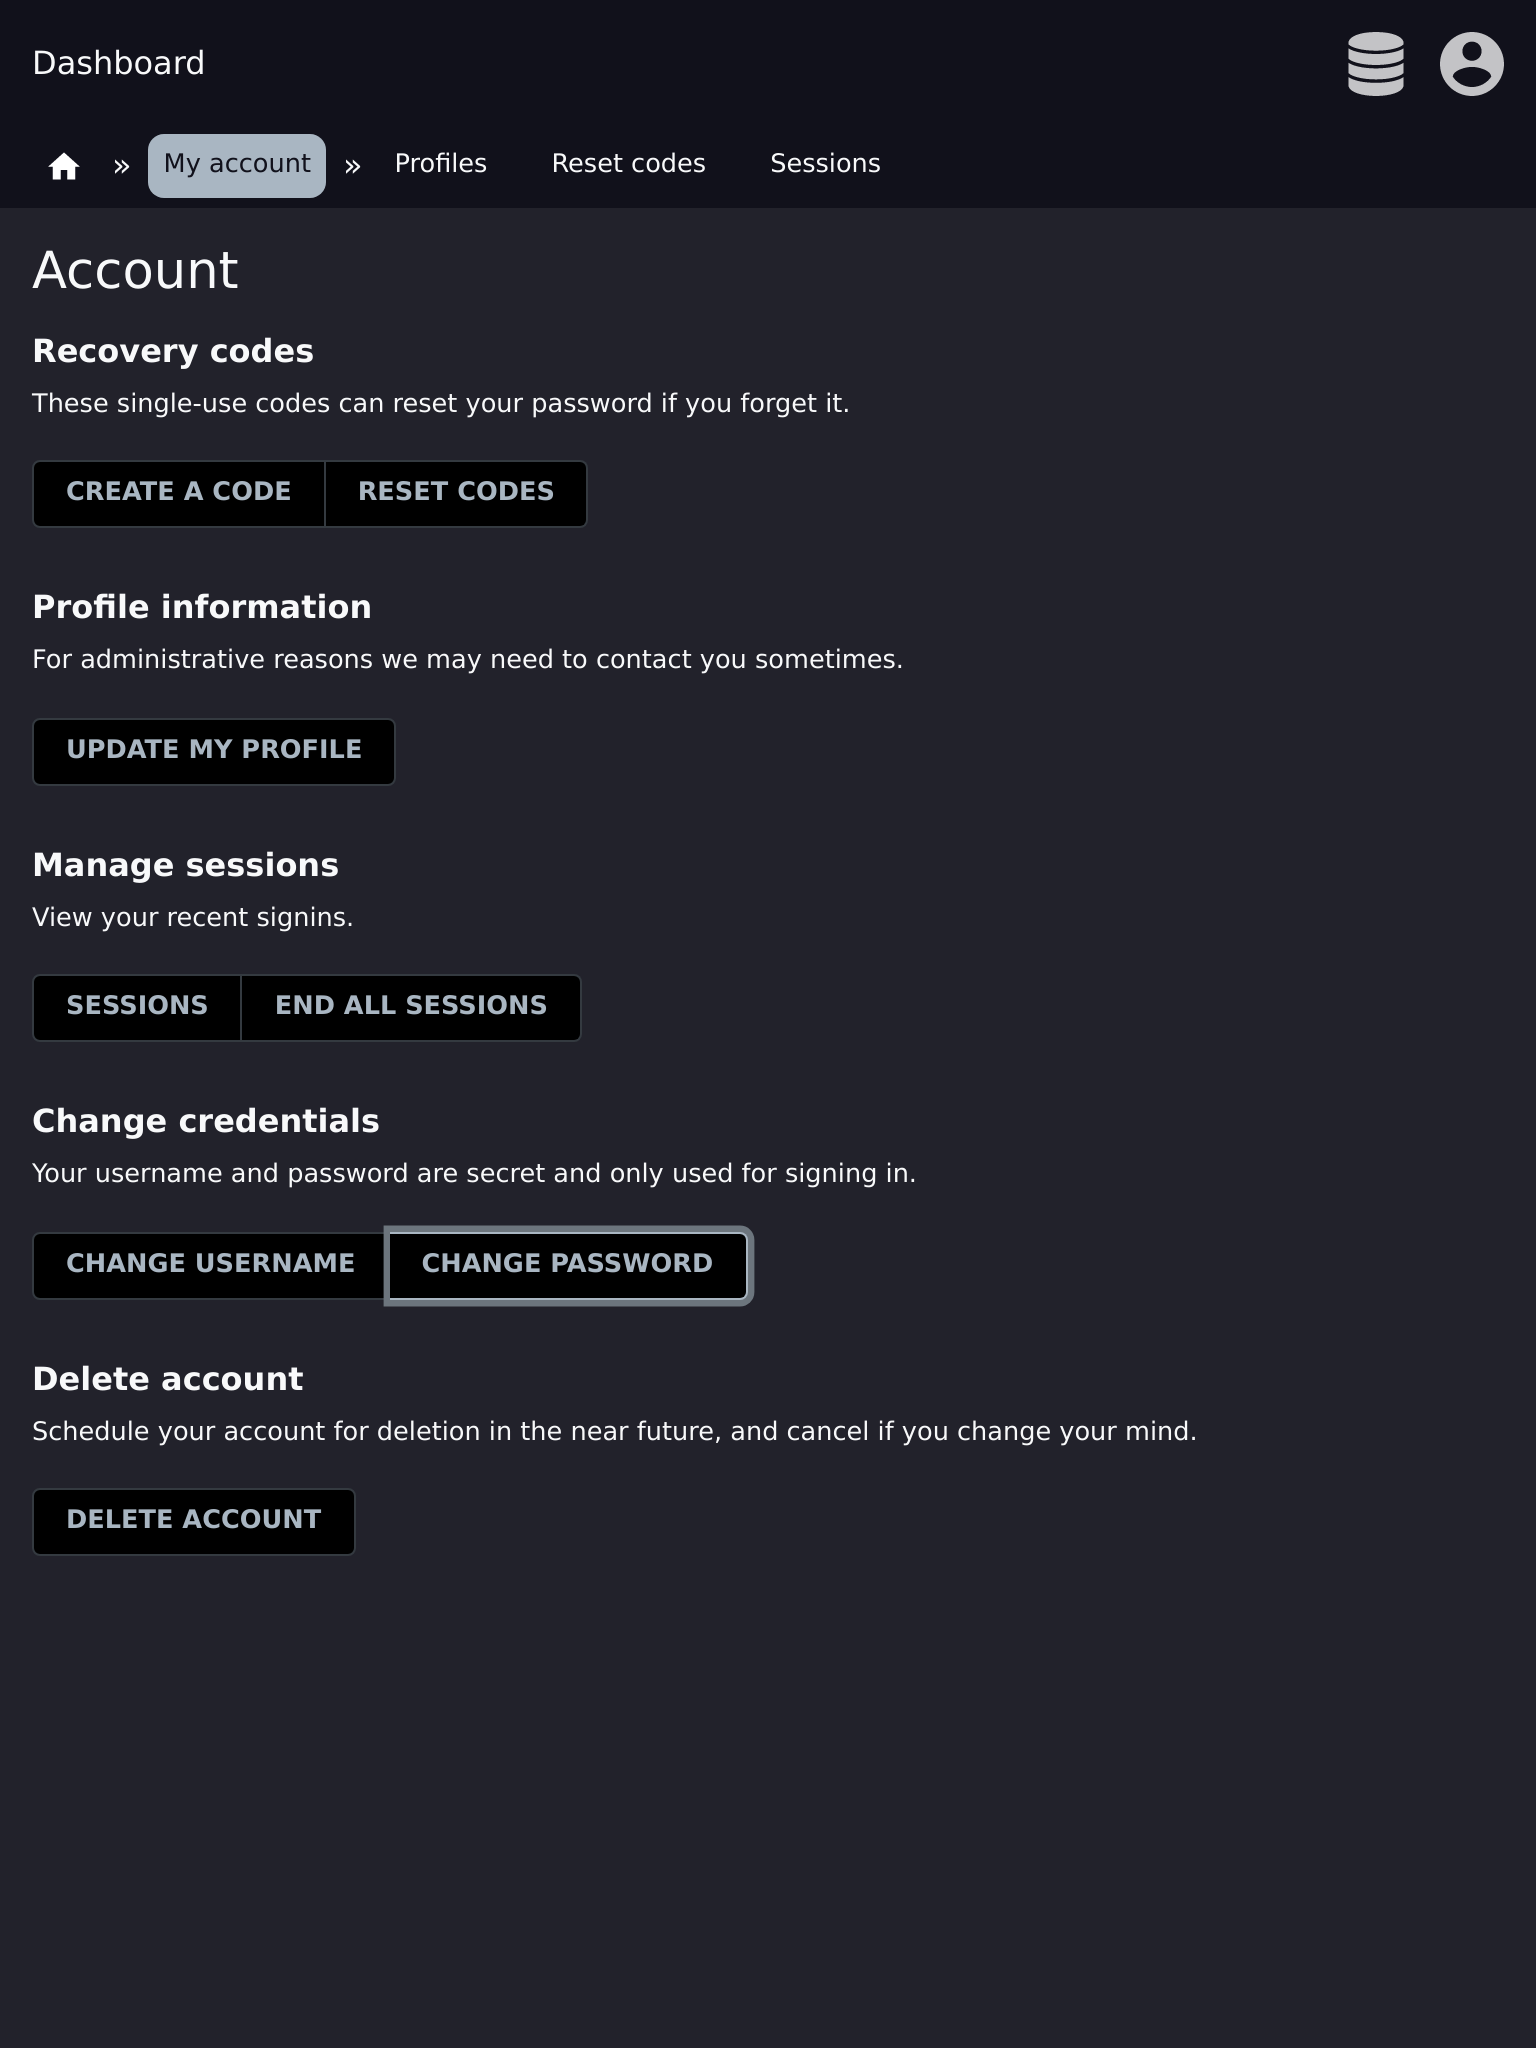 Dashboard
» My account » Profiles Reset codes Sessions
Account
Recovery codes
These single-use codes can reset your password if you forget it.
CREATE A CODE RESET CODES
Profile information
For administrative reasons we may need to contact you sometimes.
UPDATE MY PROFILE
Manage sessions
View your recent signins.
SESSIONS END ALL SESSIONS
Change credentials
Your username and password are secret and only used for signing in.
CHANGE USERNAME CHANGE PASSWORD
Delete account
Schedule your account for deletion in the near future, and cancel if you change your mind.
DELETE ACCOUNT